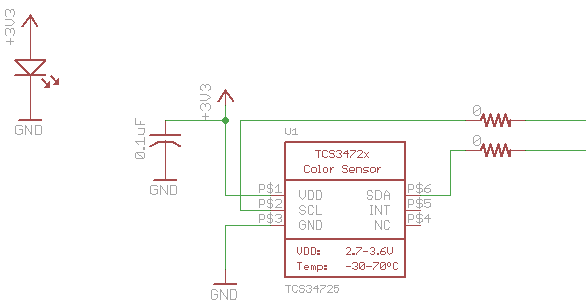 +3V3
GND
0.1uF
GND
+3V3
0
0
U1
TCS3472x
Color Sensor
P$1 VDD SDA P$6
P$2 SCL INT P$5
P$3 GND NC P$4
VDD: 2.7-3.6V
Temp: -30-70ºC
TCS34725
GND